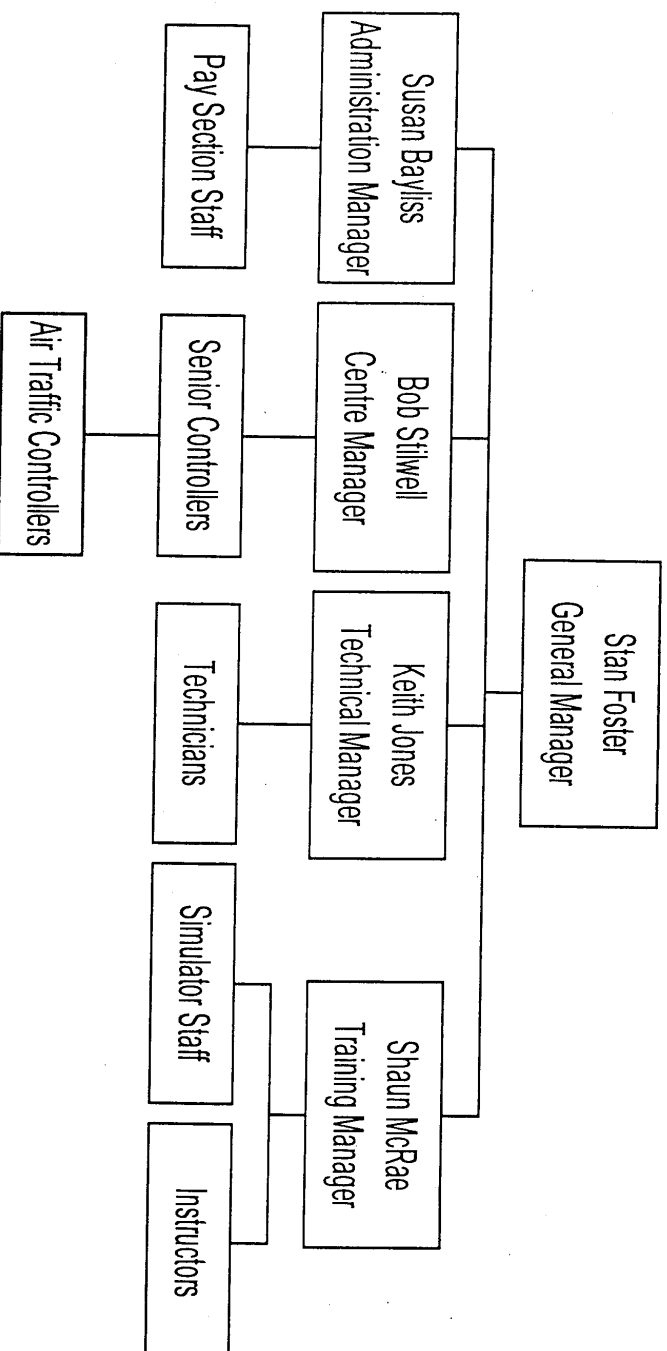 Stan Foster
General Manager
Susan Bayliss
Administration Manager
Bob Stilwell
Centre Manager
Keith Jones
Technical Manager
Shaun McRae
Training Manager
Pay Section Staff
Senior Controllers
Technicians
Simulator Staff
Instructors
Air Traffic Controllers